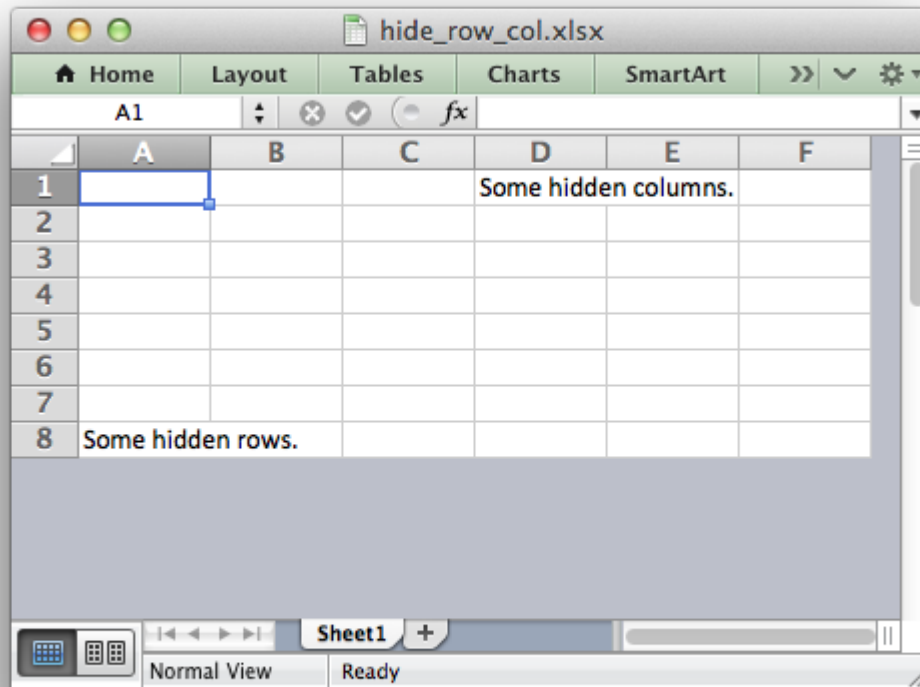 hide_row_col.xlsx
Home Layout Tables Charts SmartArt
A1 fx
A B C D E F
1 Some hidden columns.
2
3
4
5
6
7
8 Some hidden rows.
Sheet1 +
Normal View Ready